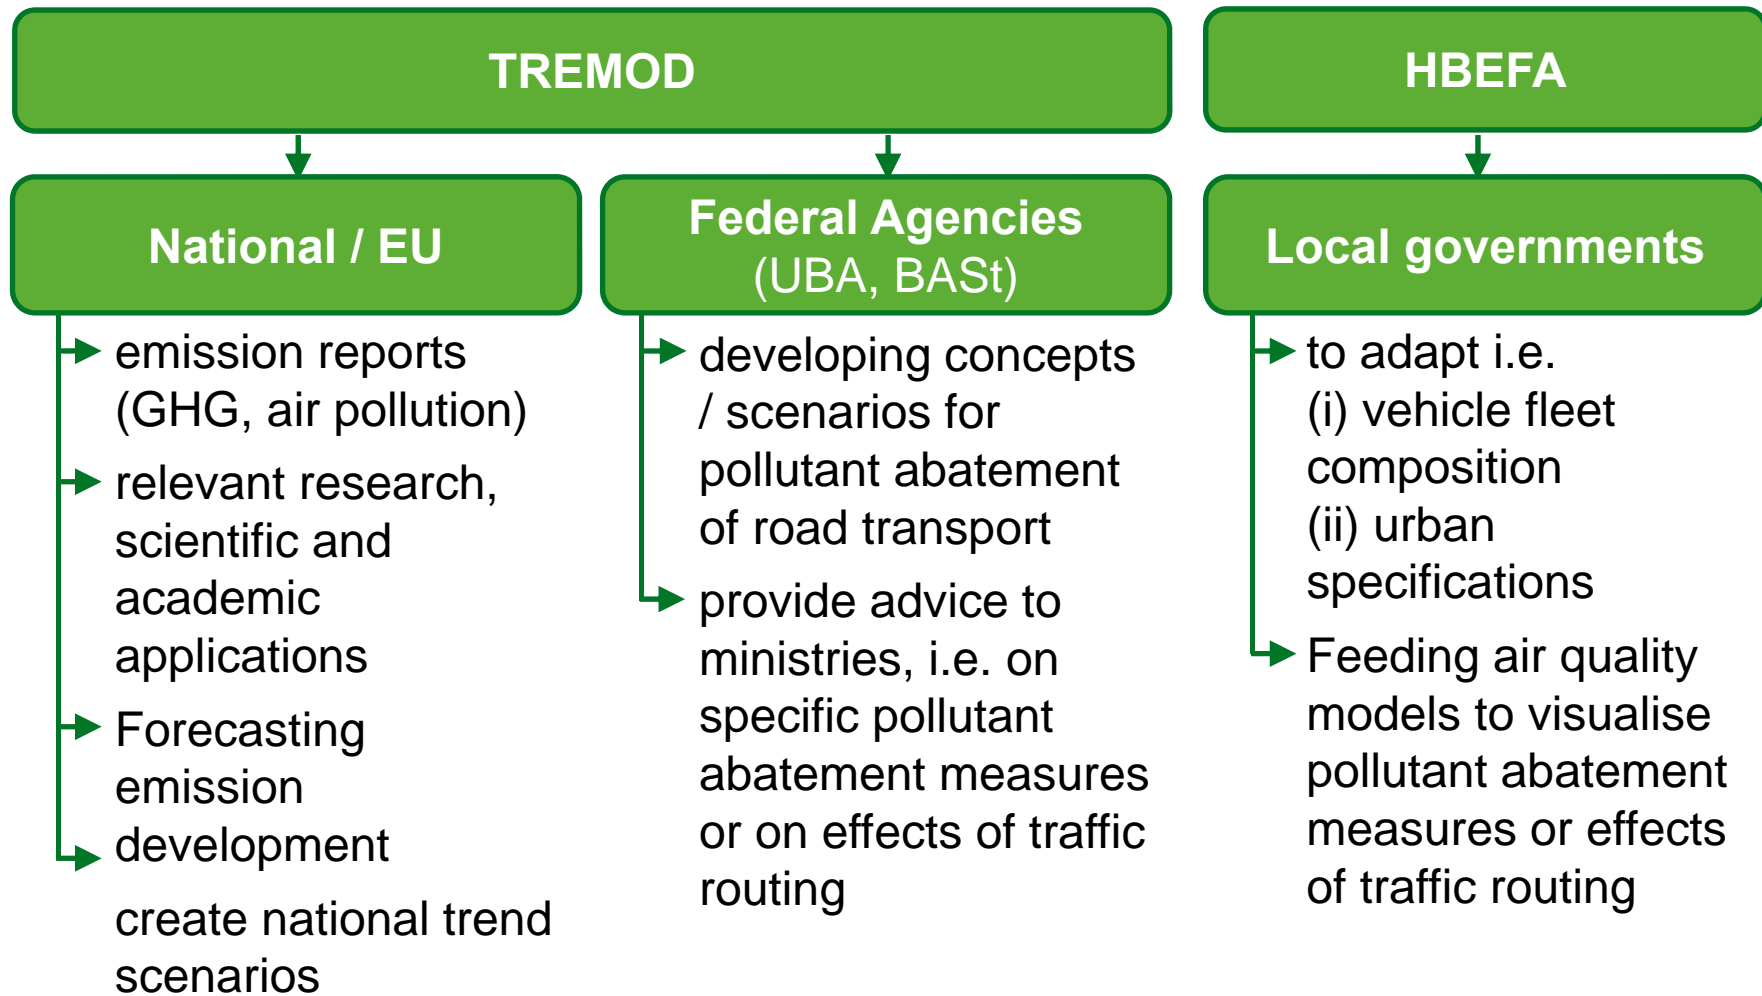 TREMOD
HBEFA
National / EU
Federal Agencies
(UBA, BASt)
Local governments
emission reports
(GHG, air pollution)
relevant research,
scientific and
academic
applications
Forecasting
emission
development
create national trend
scenarios
developing concepts
/ scenarios for
pollutant abatement
of road transport
provide advice to
ministries, i.e. on
specific pollutant
abatement measures
or on effects of traffic
routing
to adapt i.e.
(i) vehicle fleet
composition
(ii) urban
specifications
Feeding air quality
models to visualise
pollutant abatement
measures or effects
of traffic routing